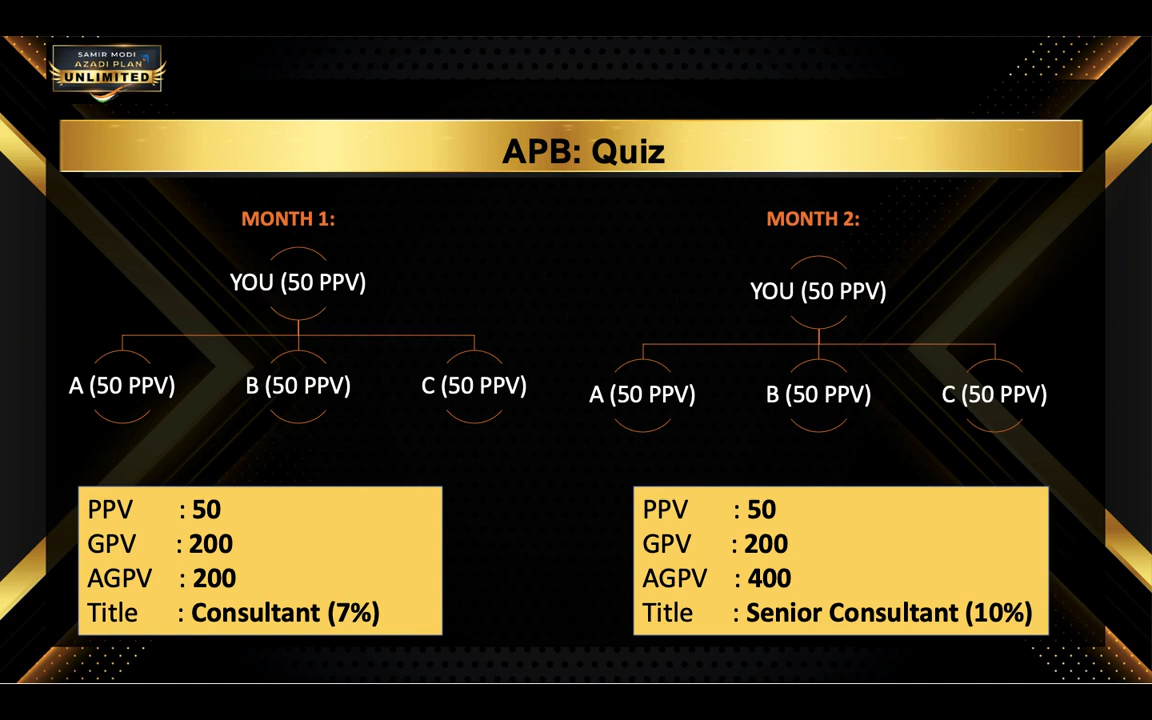 SAMIR MODI
AZADI PLAN
UNLIMITED
APB: Quiz
MONTH 1:
YOU (50 PPV)
A (50 PPV)
B (50 PPV)
C (50 PPV)
PPV : 50
GPV : 200
AGPV : 200
Title : Consultant (7%)
MONTH 2:
YOU (50 PPV)
A (50 PPV)
B (50 PPV)
C (50 PPV)
PPV : 50
GPV : 200
AGPV : 400
Title : Senior Consultant (10%)